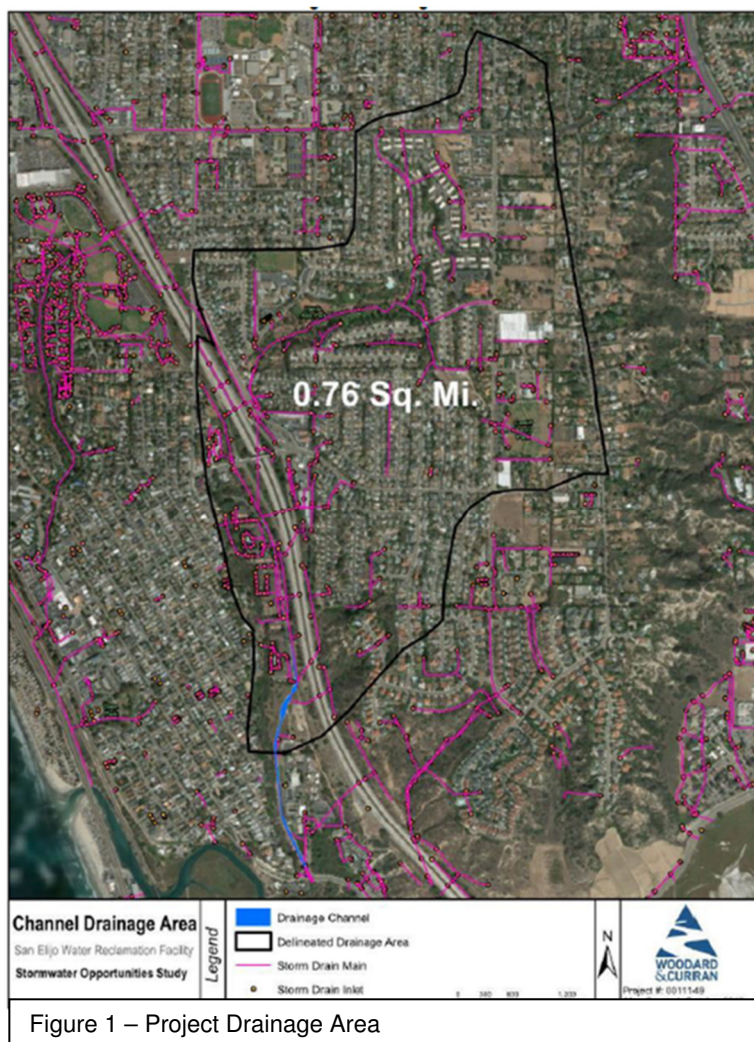 0.76 Sq. Mi.
Channel Drainage Area
San Elijo Water Reclamation Facility
Stormwater Opportunities Study
Legend
Drainage Channel
Delineated Drainage Area
Storm Drain Main
Storm Drain Inlet
N
WOODARD
&CURRAN
Project #: 0011149
Figure 1 – Project Drainage Area